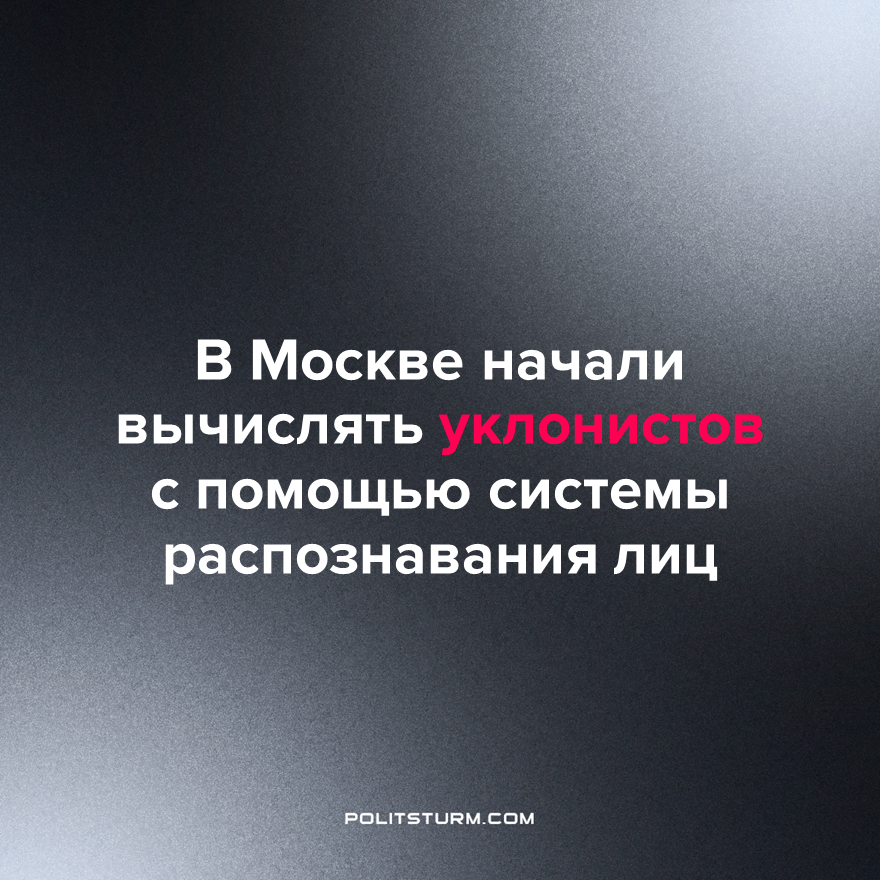 В Москве начали
вычислять уклонистов
с помощью системы
распознавания лиц
POLITSTURM.COM